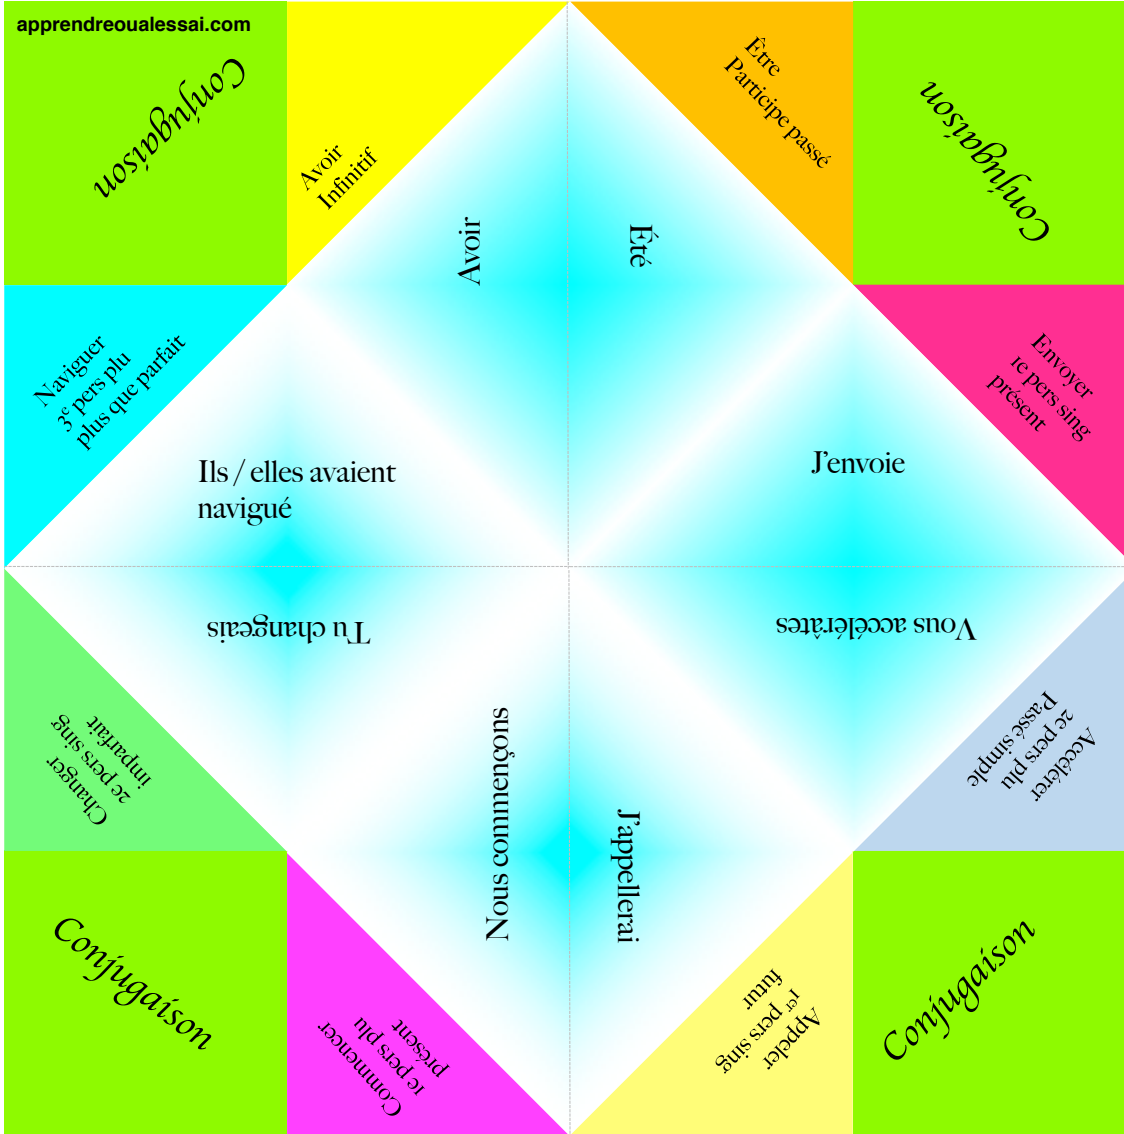 apprendreoualessai.com
Conjugaison
Avoir
Infinitif
Être
Participe passé
Conjugaison
Avoir
Été
Naviguer
3e pers plu
plus que parfait
Envoyer
1e pers sing
présent
Ils / elles avaient
navigué
J'envoie
Tu changeais
Vous accélérâtes
Changer
2e pers sing
imparfait
Nous commençons
J'appellerai
Accélérer
2e pers plu
Passé simple
Conjugaison
Commencer
1e pers plu
présent
Appeler
1er pers sing
futur
Conjugaison